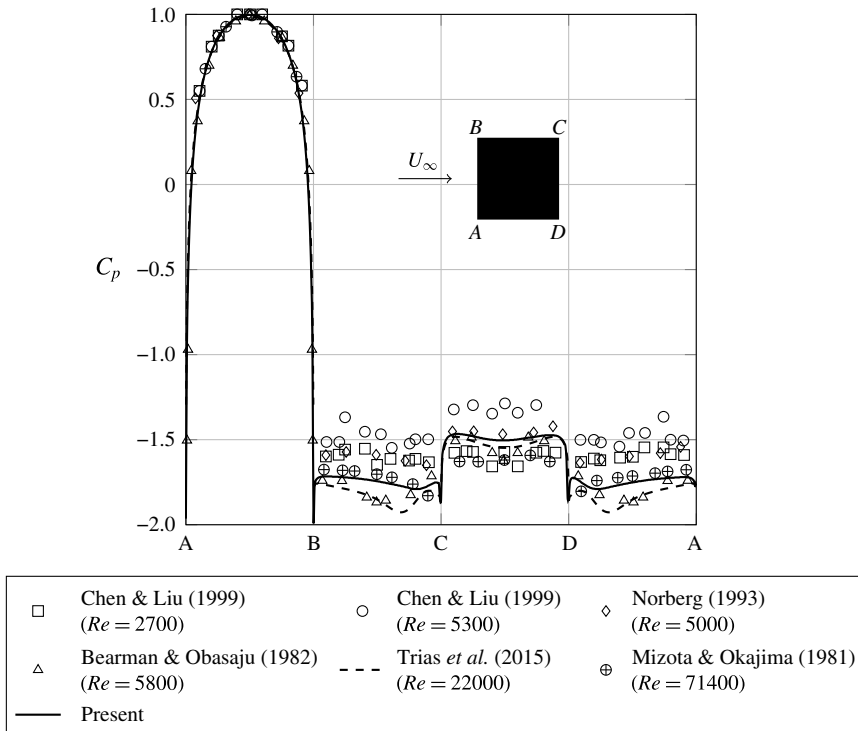 1.0
0.5
0
−0.5
−1.0
−1.5
−2.0
C_p
B C
U_∞
A D
A B C D A
Chen & Liu (1999)
(Re = 2700)
Chen & Liu (1999)
(Re = 5300)
Norberg (1993)
(Re = 5000)
Bearman & Obasaju (1982)
(Re = 5800)
Trias et al. (2015)
(Re = 22000)
Mizota & Okajima (1981)
(Re = 71400)
Present